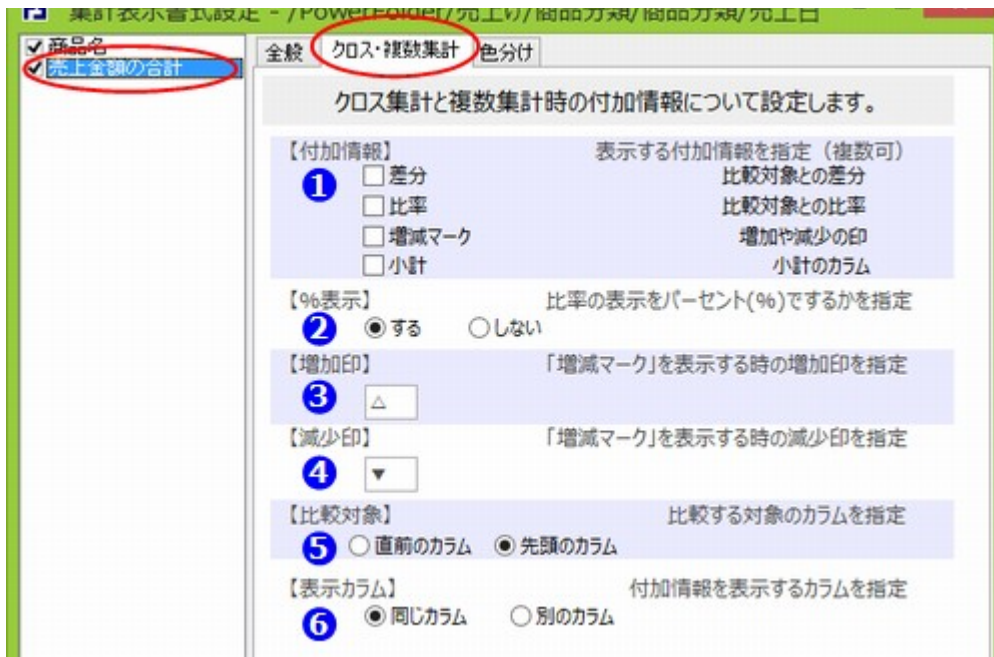 集計表示書式設定 - /PowerFolder/売上げ/商品分類/商品分類/売上日
商品名
売上金額の合計
全般 クロス・複数集計 色分け
クロス集計と複数集計時の付加情報について設定します。
【付加情報】 表示する付加情報を指定（複数可）
1
差分 比較対象との差分
比率 比較対象との比率
増減マーク 増加や減少の印
小計 小計のカラム
【%表示】 比率の表示をパーセント(%)でするかを指定
2 する しない
【増加印】 「増減マーク」を表示する時の増加印を指定
3 △
【減少印】 「増減マーク」を表示する時の減少印を指定
4 ▼
【比較対象】 比較する対象のカラムを指定
5 直前のカラム 先頭のカラム
【表示カラム】 付加情報を表示するカラムを指定
6 同じカラム 別のカラム